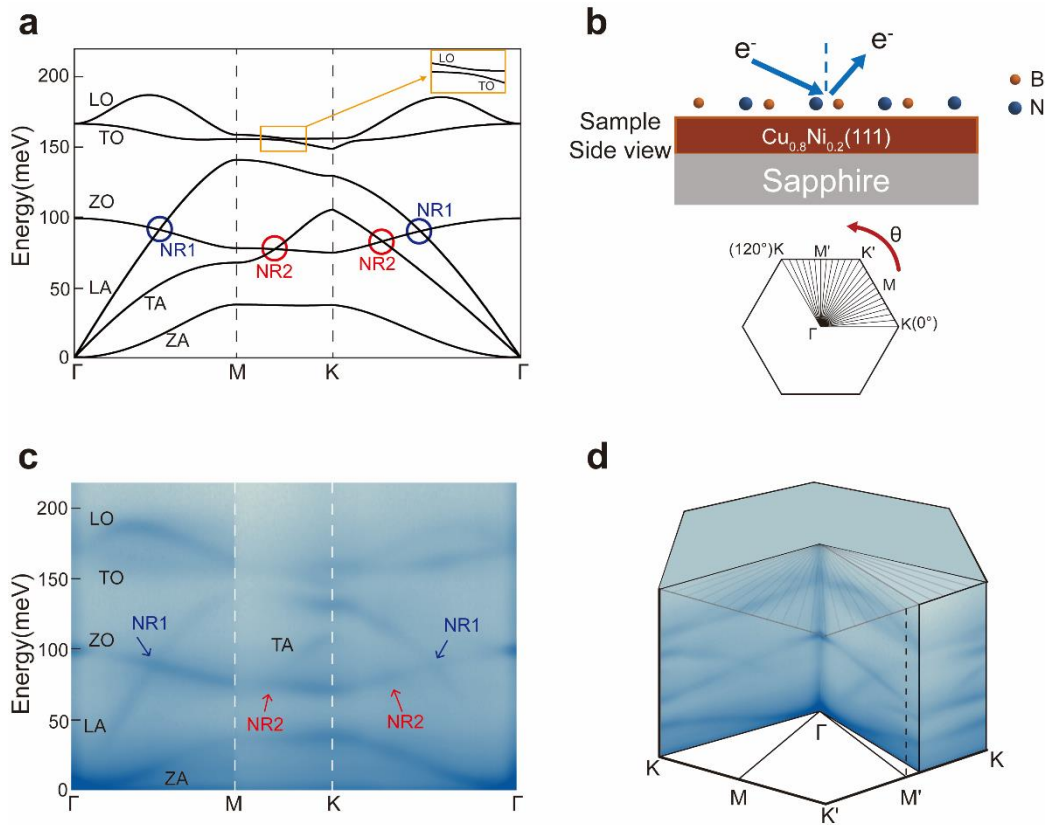 a
200
150
100
50
0
Energy(meV)
LO
TO
ZO
LA
TA
ZA
NR1
NR2
NR2
NR1
LO
TO
Γ M K Γ
b
e- e-
B
N
Sample
Side view
Cu0.8Ni0.2(111)
Sapphire
θ
(120°)K M' K'
M
Γ K(0°)
c
200
150
100
50
0
Energy(meV)
LO
TO
ZO
LA
ZA
TA
NR1
NR2
NR2
NR1
Γ M K Γ
d
Γ
K K
M M'
K'